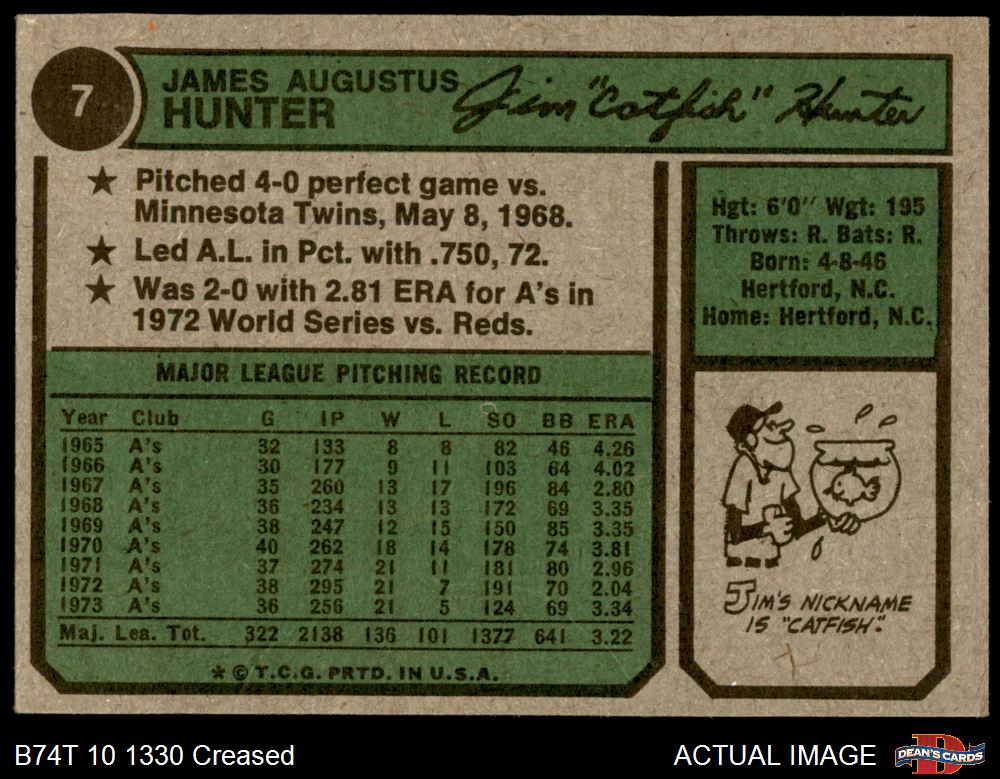 7
JAMES AUGUSTUS
HUNTER
Jim "Catfish" Hunter
★ Pitched 4-0 perfect game vs.
Minnesota Twins, May 8, 1968.
★ Led A.L. in Pct. with .750, 72.
★ Was 2-0 with 2.81 ERA for A's in
1972 World Series vs. Reds.
Hgt: 6'0" Wgt: 195
Throws: R. Bats: R.
Born: 4-8-46
Hertford, N.C.
Home: Hertford, N.C.
MAJOR LEAGUE PITCHING RECORD
Year Club G IP W L SO BB ERA
1965 A's 32 133 8 8 82 46 4.26
1966 A's 30 177 9 11 103 64 4.02
1967 A's 35 260 13 17 196 84 2.80
1968 A's 36 234 13 13 172 69 3.35
1969 A's 38 247 12 15 150 85 3.35
1970 A's 40 262 18 14 178 74 3.81
1971 A's 37 274 21 11 181 80 2.96
1972 A's 38 295 21 7 191 70 2.04
1973 A's 36 256 21 5 124 69 3.34
Maj. Lea. Tot. 322 2138 136 101 1377 641 3.22
* © T.C.G. PRTD. IN U.S.A.
JIM'S NICKNAME
IS "CATFISH".
B74T 10 1330 Creased
ACTUAL IMAGE
DEAN'S CARDS